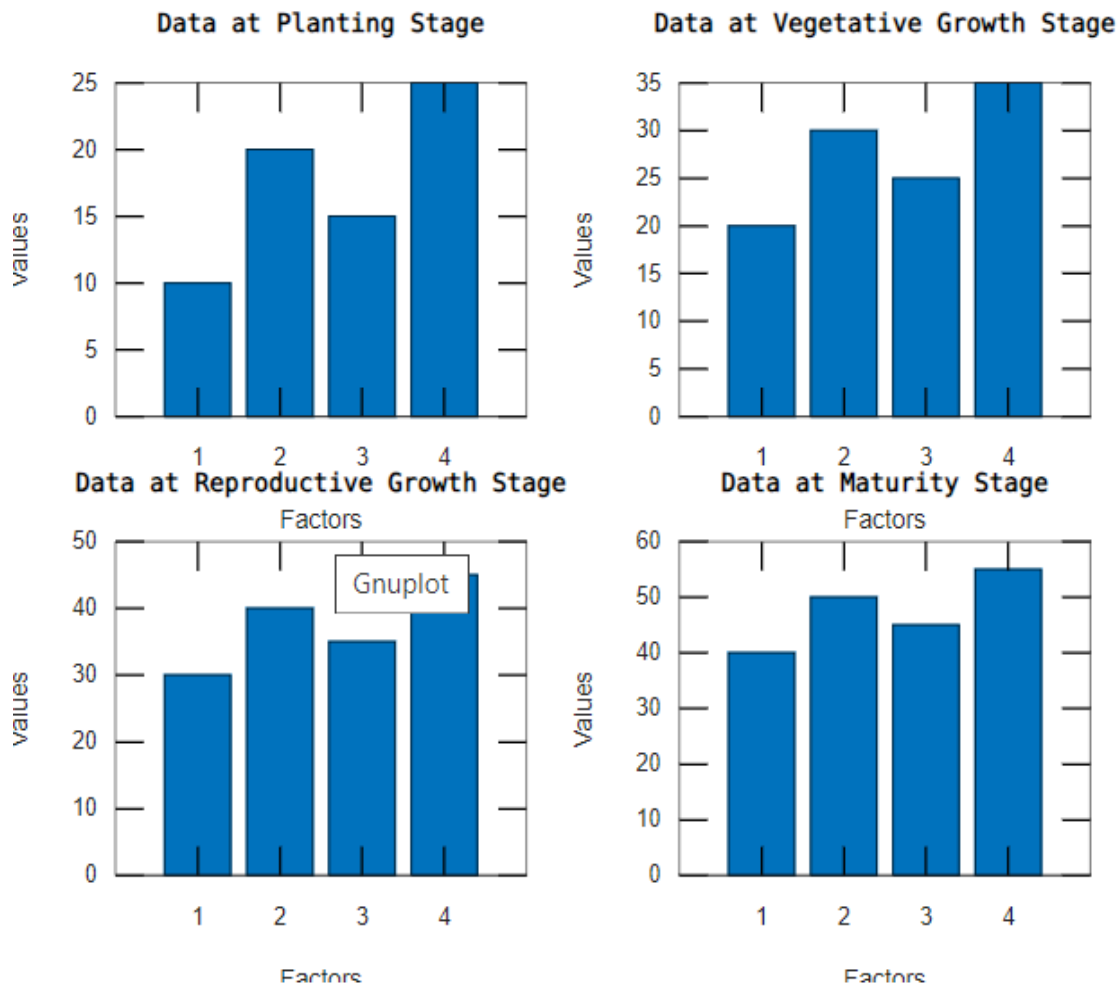 Data at Planting Stage
Data at Vegetative Growth Stage
25
20
15
10
5
0
Values
1 2 3 4
Factors
35
30
25
20
15
10
5
0
Values
1 2 3 4
Factors
Data at Reproductive Growth Stage
Data at Maturity Stage
50
40
30
20
10
0
Values
Gnuplot
1 2 3 4
Factors
60
50
40
30
20
10
0
Values
1 2 3 4
Factors